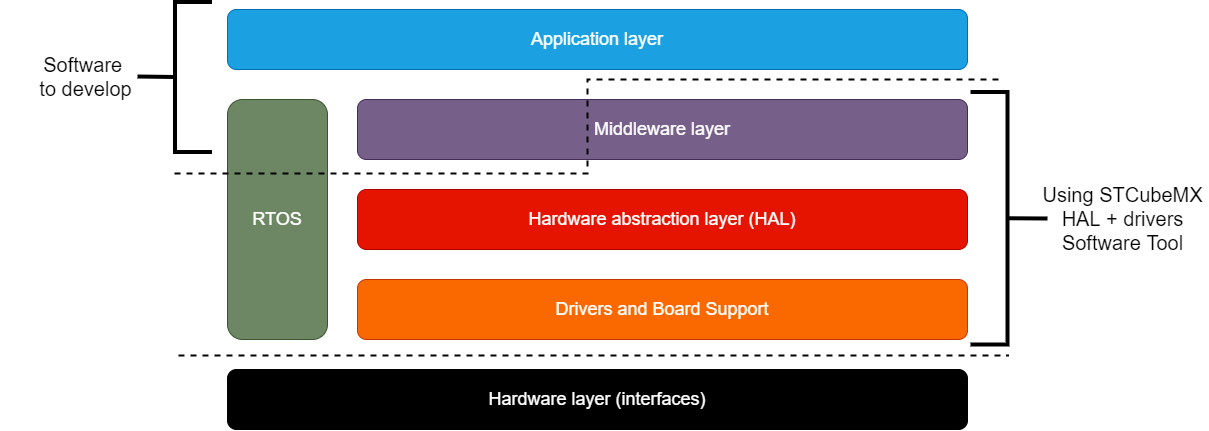 Application layer
Software
to develop
Middleware layer
RTOS
Hardware abstraction layer (HAL)
Using STCubeMX
HAL + drivers
Software Tool
Drivers and Board Support
Hardware layer (interfaces)